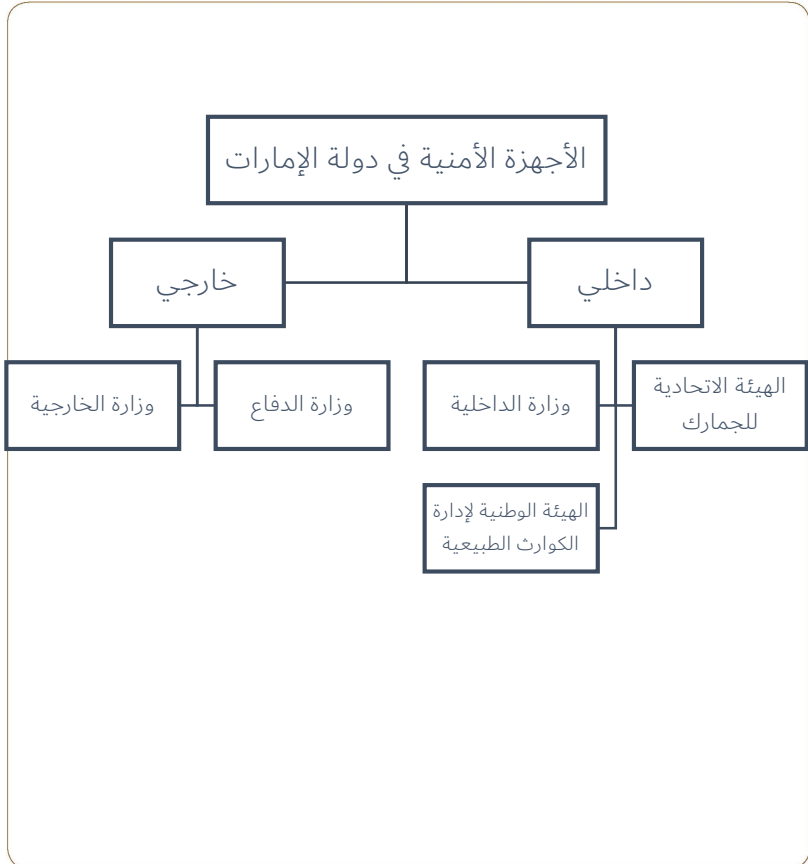 الأجهزة الأمنية في دولة الإمارات
داخلي
خارجي
الهيئة الاتحادية
للجمارك
وزارة الداخلية
وزارة الدفاع
وزارة الخارجية
الهيئة الوطنية لإدارة
الكوارث الطبيعية